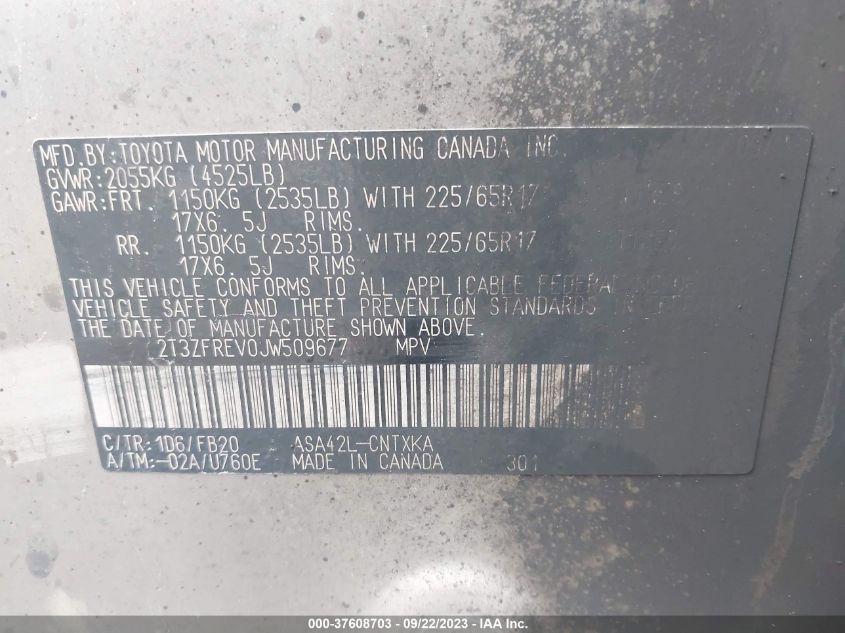 MFD.BY:TOYOTA MOTOR MANUFACTURING CANADA INC.
GVWR:2055KG (4525LB)
GAWR:FRT. 1150KG (2535LB) WITH 225/65R17
17X6. 5J RIMS.
RR. 1150KG (2535LB) WITH 225/65R17
17X6. 5J RIMS.
THIS VEHICLE CONFORMS TO ALL APPLICABLE FEDERAL MOTOR
VEHICLE SAFETY AND THEFT PREVENTION STANDARDS IN EFFECT
THE DATE OF MANUFACTURE SHOWN ABOVE.
2T3ZFREV0JW509677 MPV
C/TR:1D6/FB20 ASA42L-CNTXKA
A/TM:-02A/U760E MADE IN CANADA 301
000-37608703 - 09/22/2023 - IAA Inc.